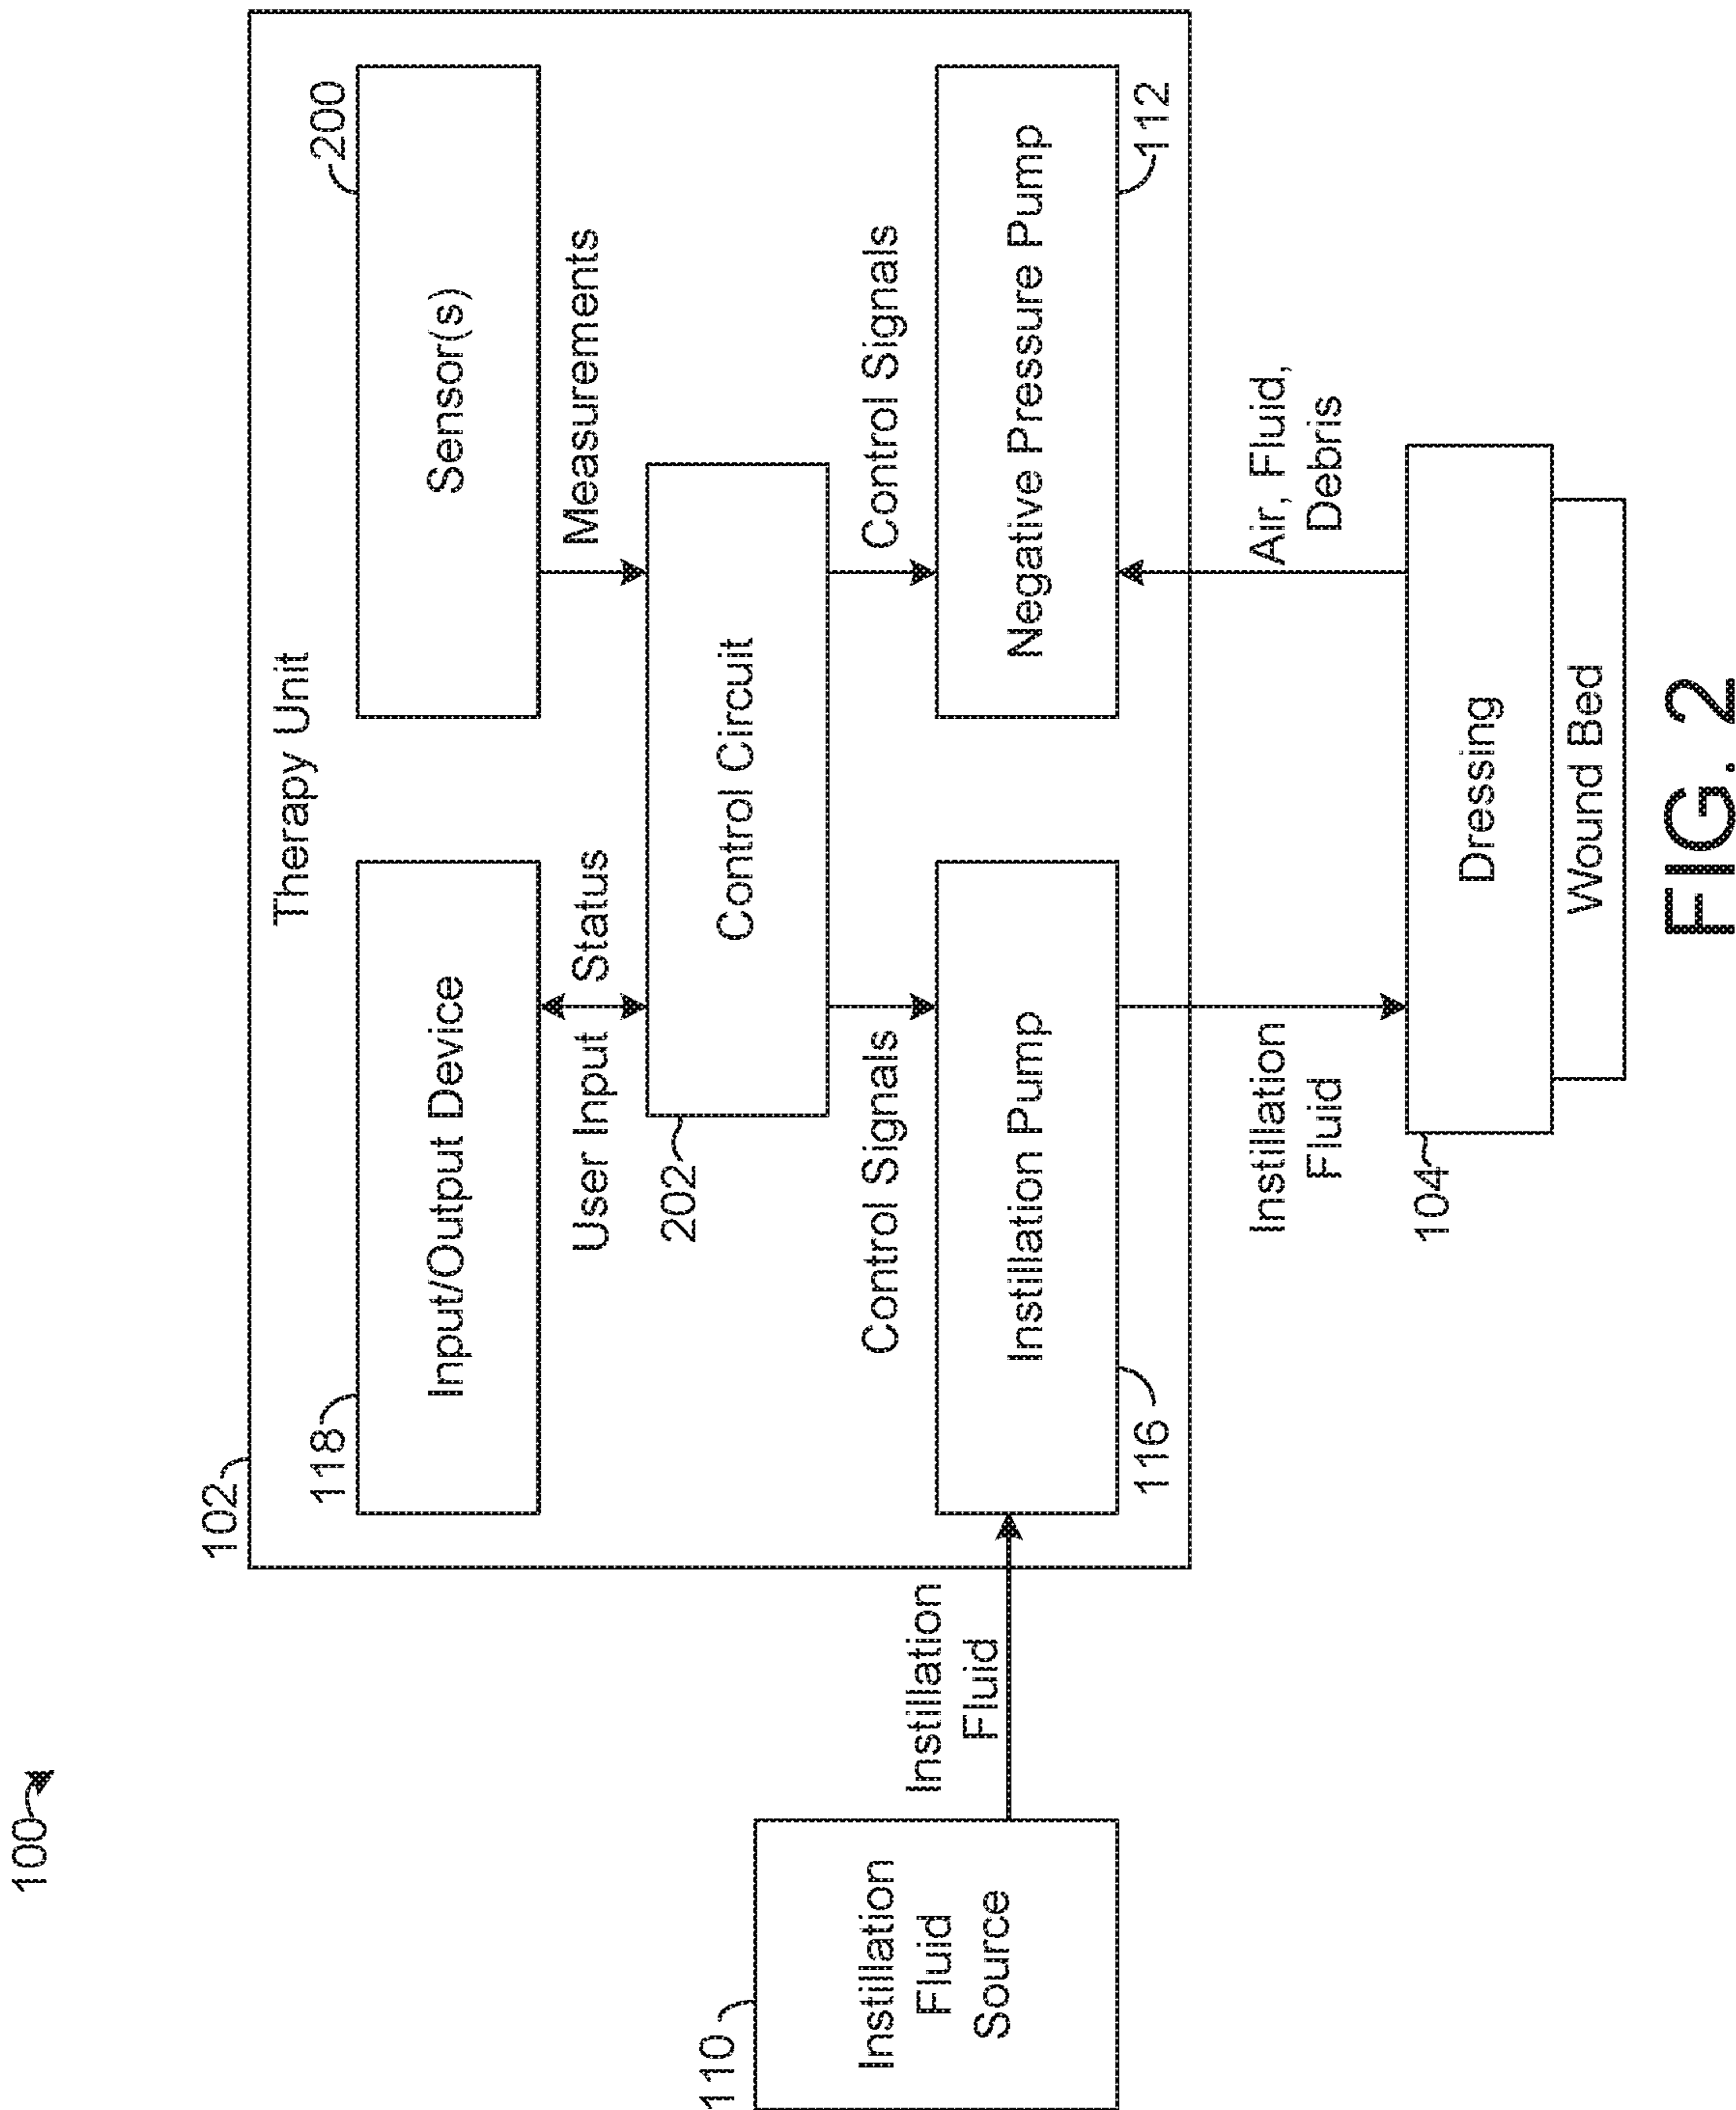 100
102
Therapy Unit
118
Input/Output Device
200
Sensor(s)
User Input
Status
Measurements
202
Control Circuit
Control Signals
Control Signals
110
Instillation
Fluid
Source
Instillation
Fluid
Instillation Pump
116
Negative Pressure Pump
112
Instillation
Fluid
Air, Fluid,
Debris
104
Dressing
Wound Bed
FIG. 2